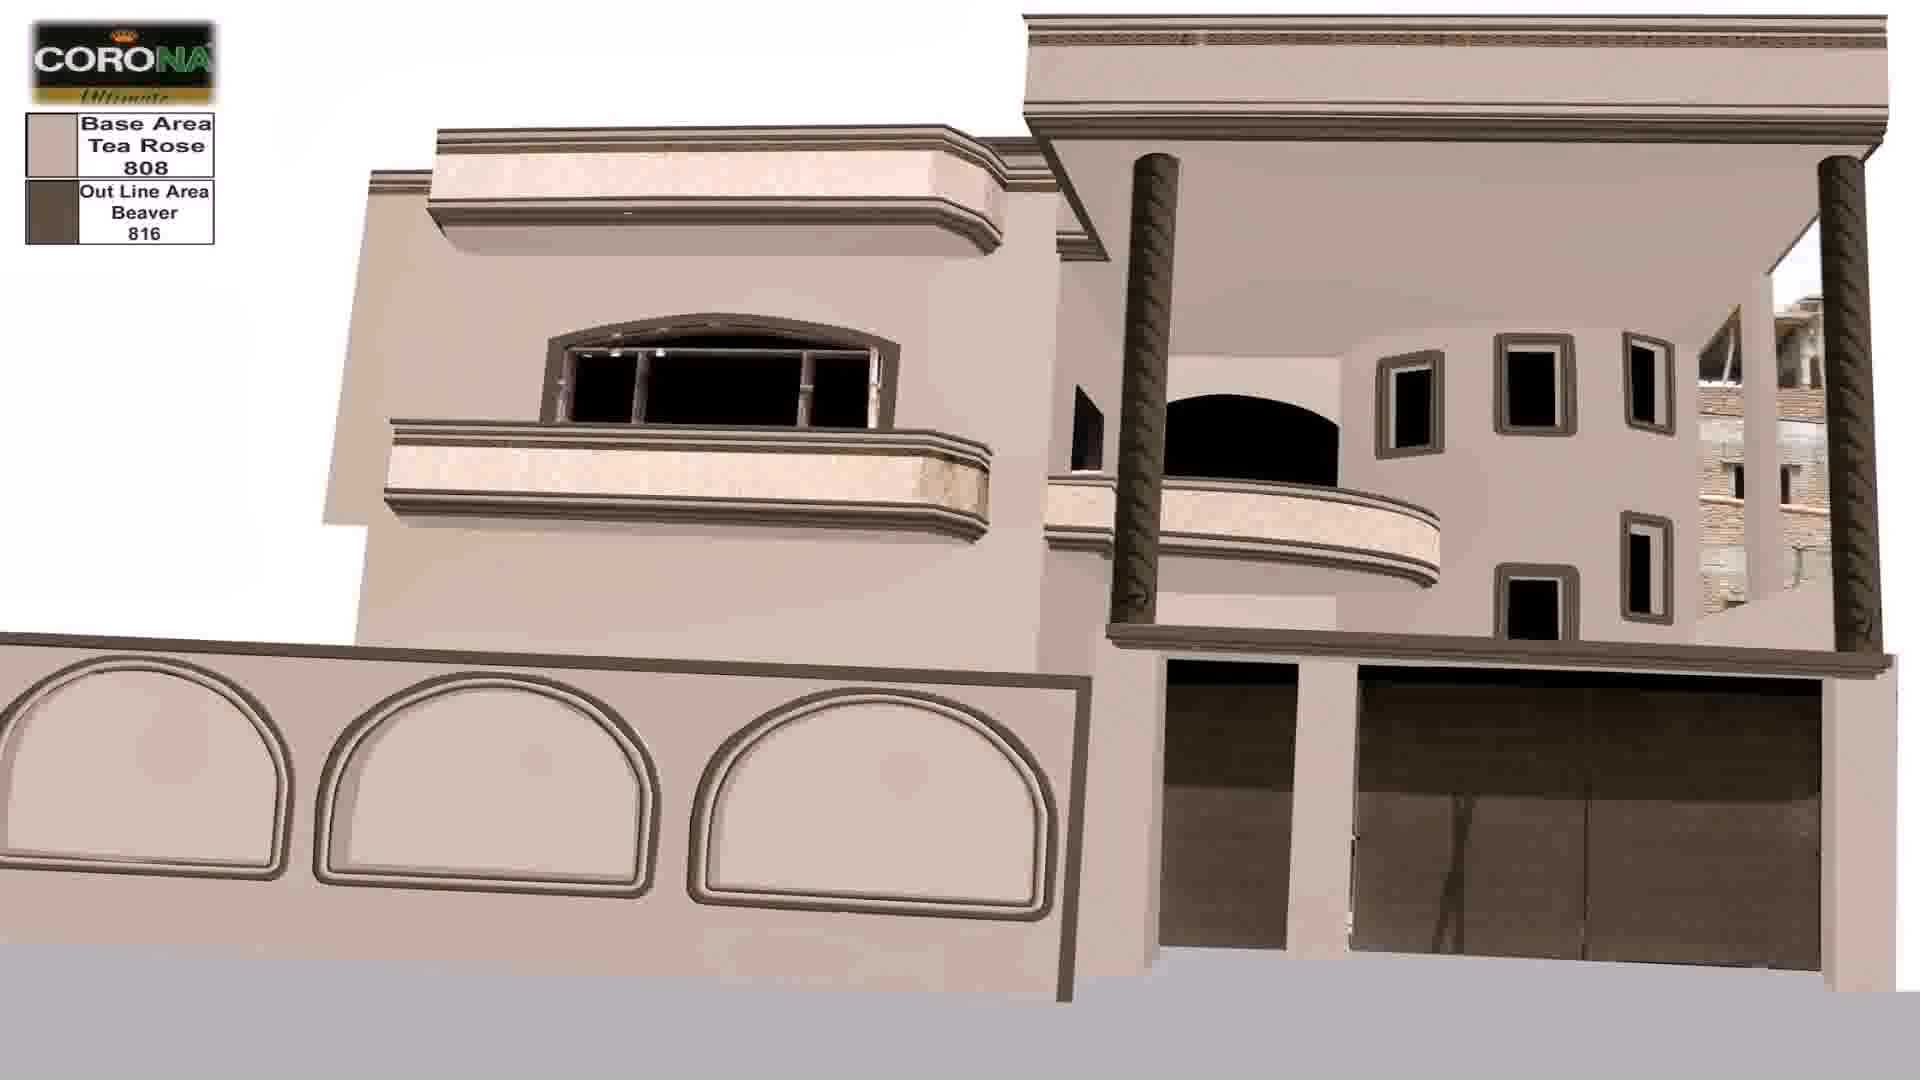 CORONA
Ultimate
Base Area
Tea Rose
808
Out Line Area
Beaver
816